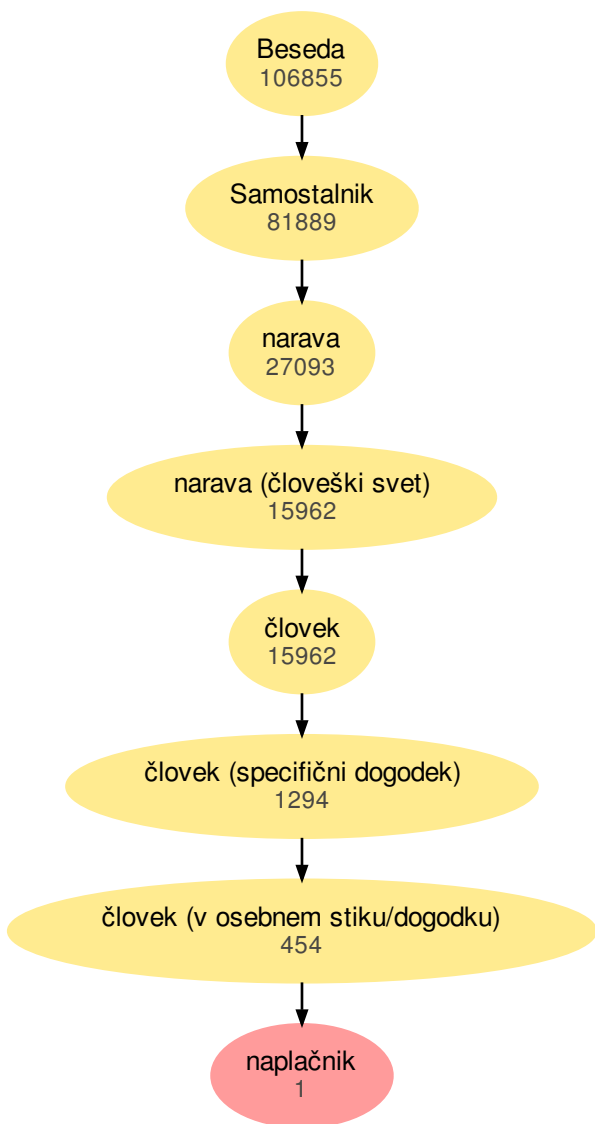 Beseda
106855
Samostalnik
81889
narava
27093
narava (človeški svet)
15962
človek
15962
človek (specifični dogodek)
1294
človek (v osebnem stiku/dogodku)
454
naplačnik
1